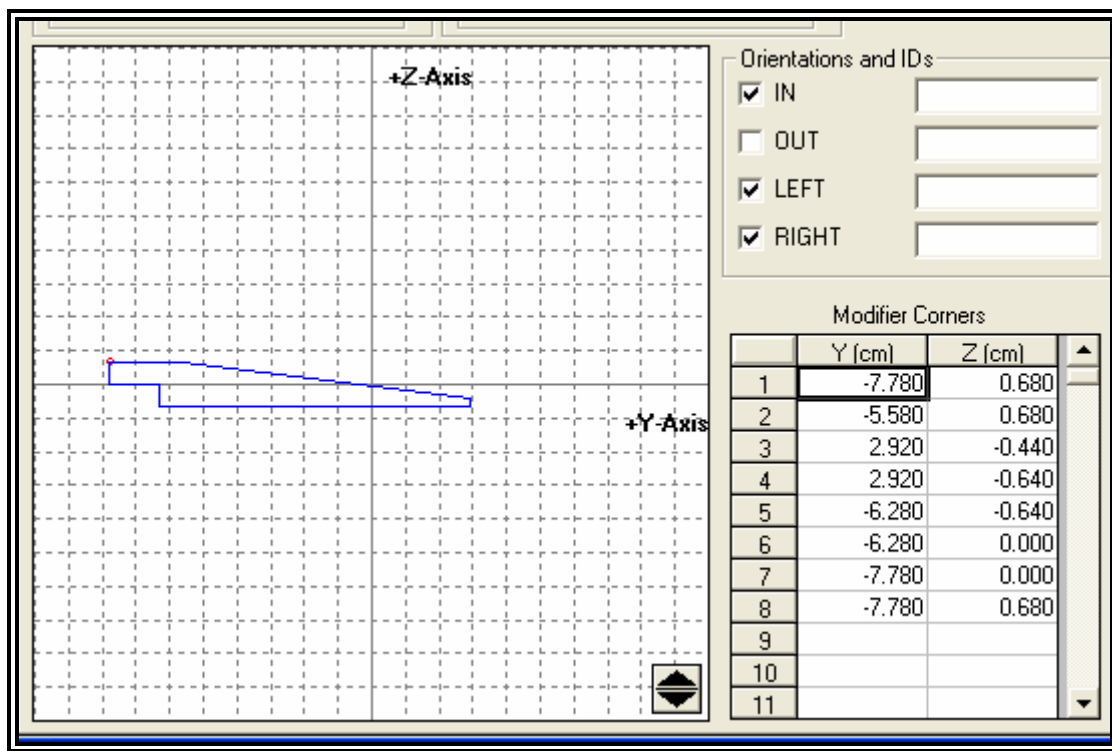 +Z-Axis
+Y-Axis
Orientations and IDs
IN
OUT
LEFT
RIGHT
Modifier Corners
Y (cm) Z (cm)
1 -7.780 0.680
2 -5.580 0.680
3 2.920 -0.440
4 2.920 -0.640
5 -6.280 -0.640
6 -6.280 0.000
7 -7.780 0.000
8 -7.780 0.680
9
10
11